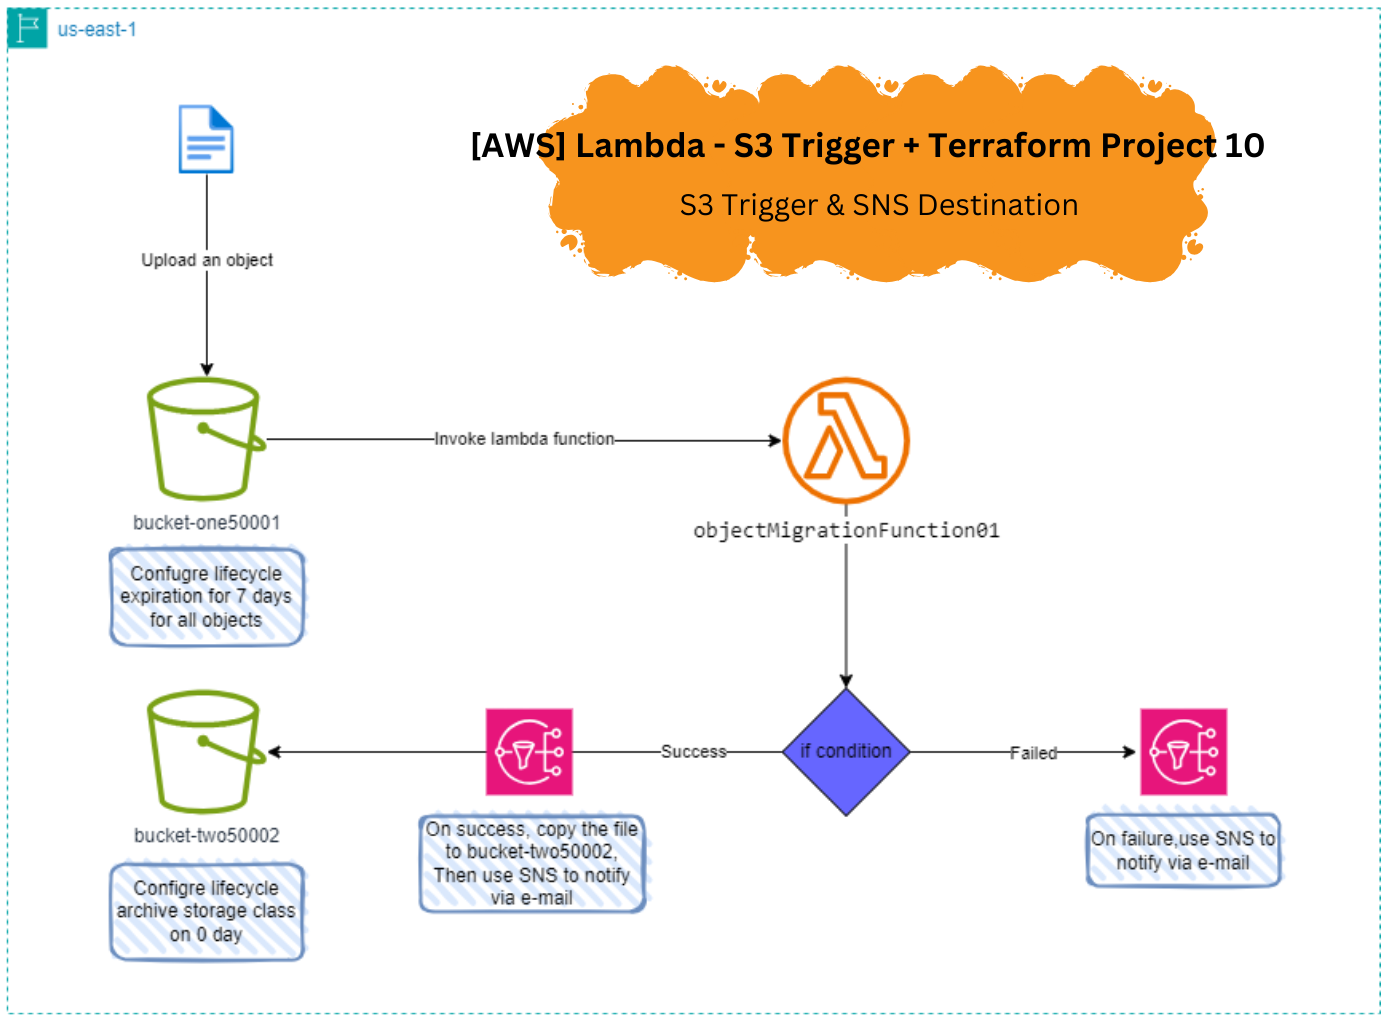 us-east-1
[AWS] Lambda - S3 Trigger + Terraform Project 10
S3 Trigger & SNS Destination
Upload an object
Invoke lambda function
bucket-one50001
objectMigrationFunction01
Confugre lifecycle
expiration for 7 days
for all objects
if condition
Success
Failed
bucket-two50002
On success, copy the file
to bucket-two50002,
Then use SNS to notify
via e-mail
On failure,use SNS to
notify via e-mail
Configre lifecycle
archive storage class
on 0 day